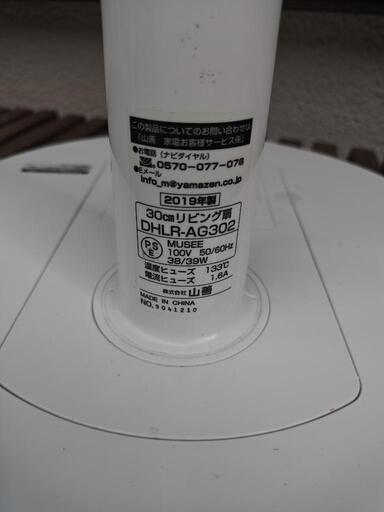 この製品についてのお問い合わせは
「山善 家電お客様サービス係」
●お電話（ナビダイヤル）
0570-077-078
●Eメール
info_m@yamazen.co.jp
2019年製
30cmリビング扇
DHLR-AG302
PSE
MUSEE
100V 50/60Hz
38/39W
温度ヒューズ 133℃
電流ヒューズ 1.6A
株式会社 山善
MADE IN CHINA
NO. 9041210